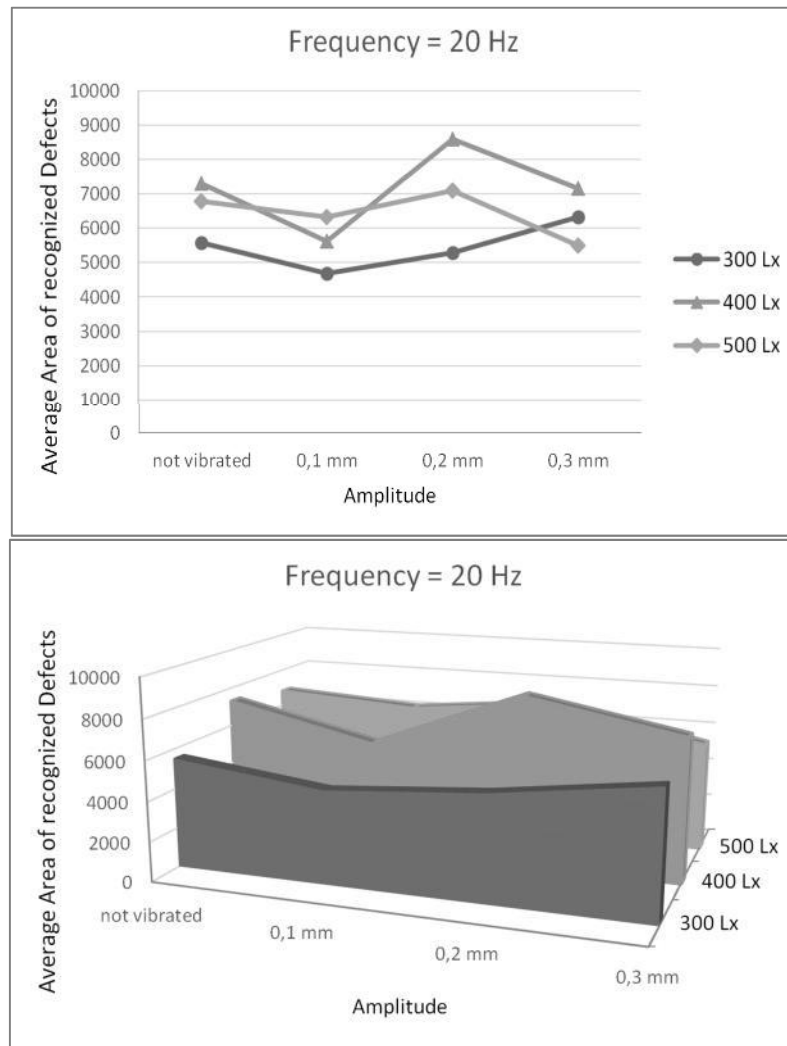 Frequency = 20 Hz
Average Area of recognized Defects
10000
9000
8000
7000
6000
5000
4000
3000
2000
1000
0
not vibrated 0,1 mm 0,2 mm 0,3 mm
Amplitude
300 Lx
400 Lx
500 Lx
Frequency = 20 Hz
Average Area of recognized Defects
10000
8000
6000
4000
2000
0
not vibrated
0,1 mm
0,2 mm
0,3 mm
500 Lx
400 Lx
300 Lx
Amplitude